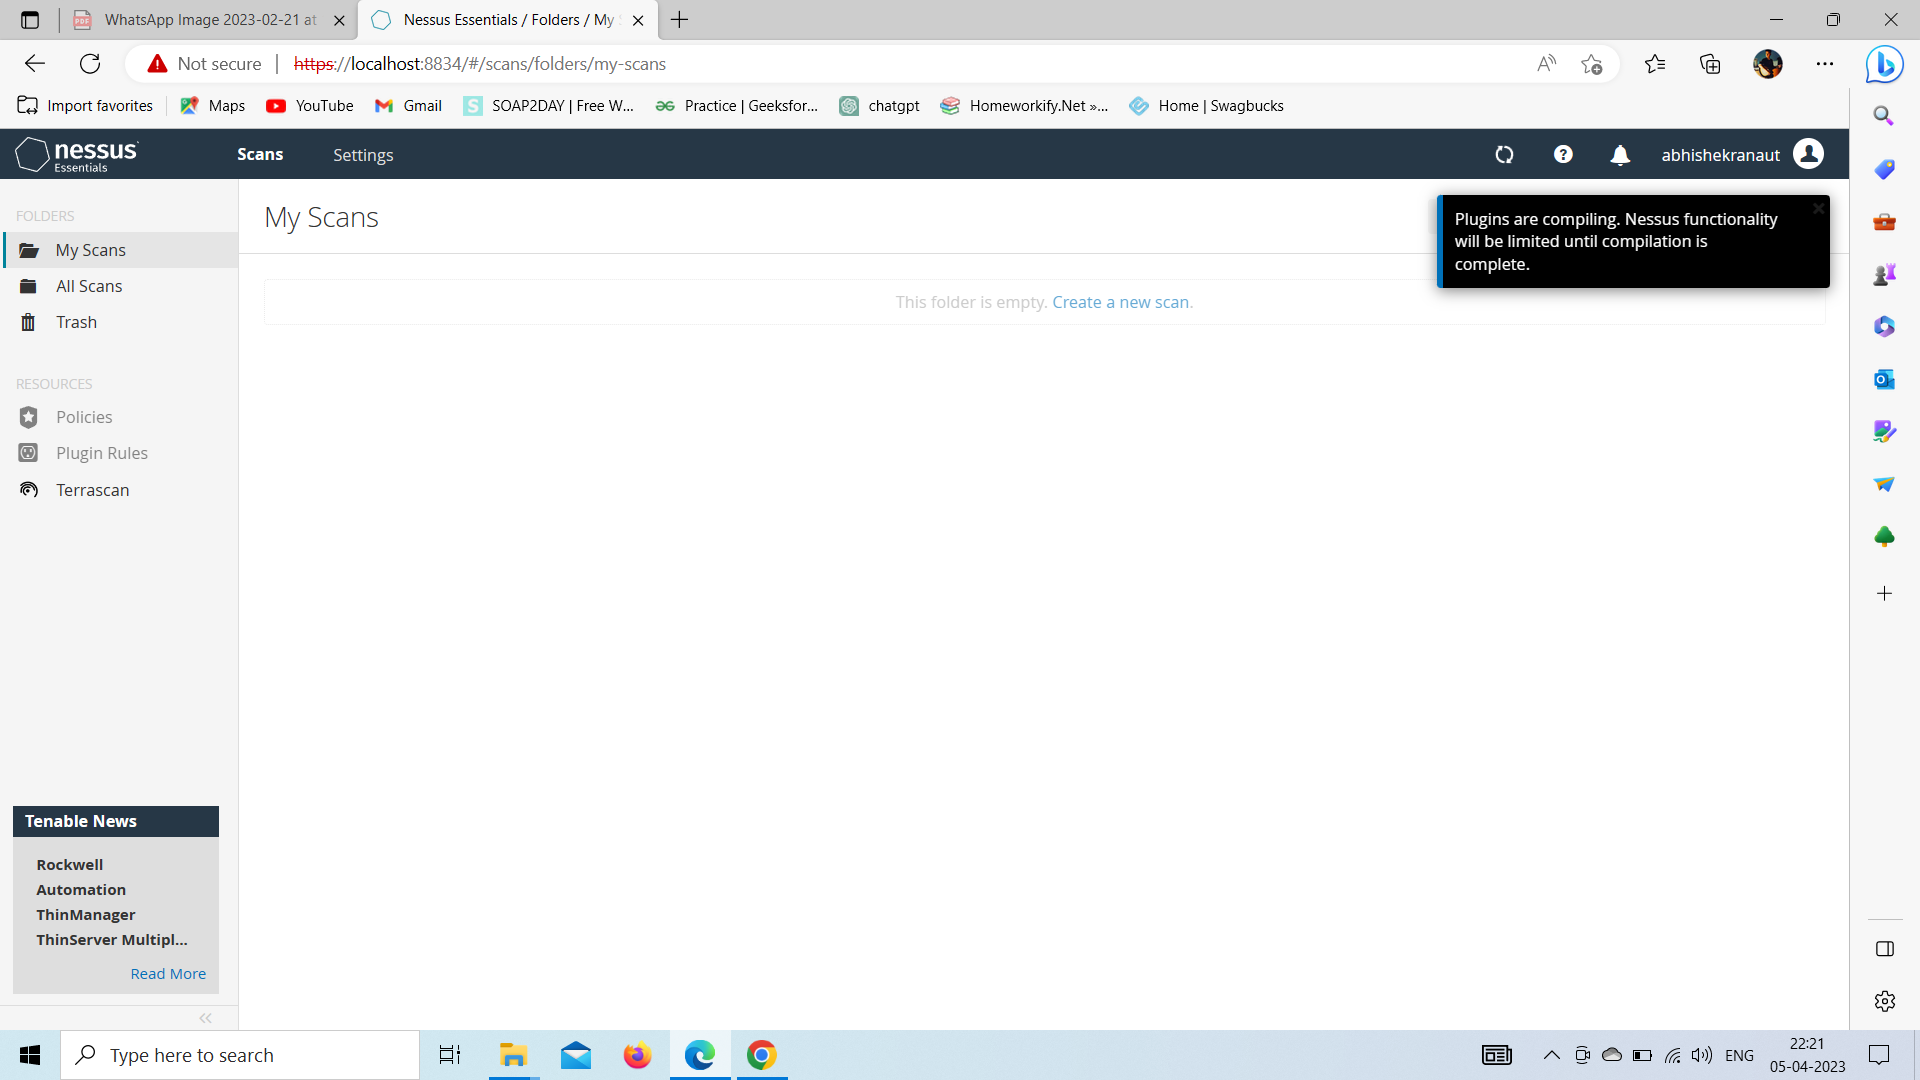 WhatsApp Image 2023-02-21 at
Nessus Essentials / Folders / My
Not secure
https://localhost:8834/#/scans/folders/my-scans
Import favorites
Maps
YouTube
Gmail
SOAP2DAY | Free W...
Practice | Geeksfor...
chatgpt
Homeworkify.Net »...
Home | Swagbucks
nessus
Essentials
Scans
Settings
abhishekranaut
FOLDERS
My Scans
All Scans
Trash
RESOURCES
Policies
Plugin Rules
Terrascan
My Scans
Plugins are compiling. Nessus functionality
will be limited until compilation is
complete.
This folder is empty. Create a new scan.
Tenable News
Rockwell
Automation
ThinManager
ThinServer Multipl...
Read More
Type here to search
ENG
22:21
05-04-2023